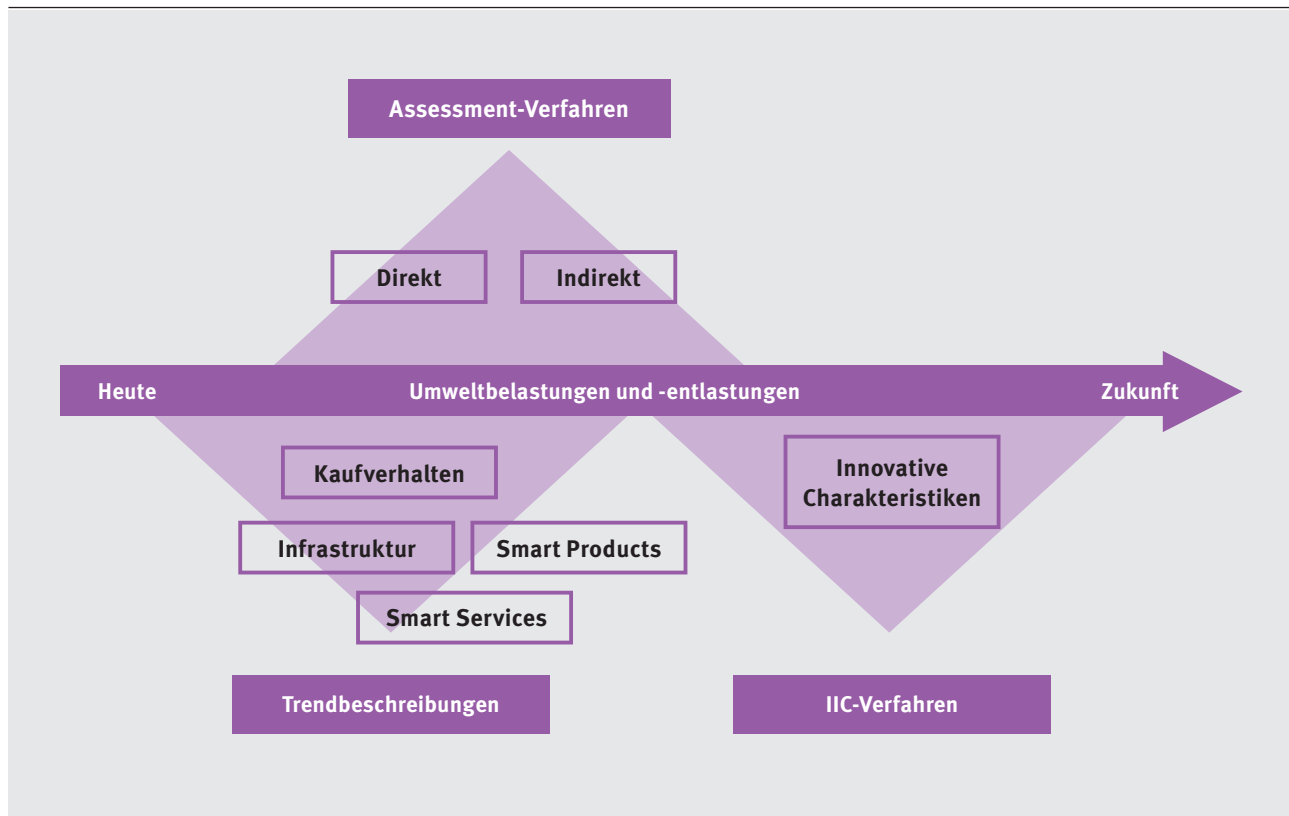 Assessment-Verfahren
Direkt
Indirekt
Heute
Umweltbelastungen und -entlastungen
Zukunft
Kaufverhalten
Innovative
Charakteristiken
Infrastruktur
Smart Products
Smart Services
Trendbeschreibungen
IIC-Verfahren